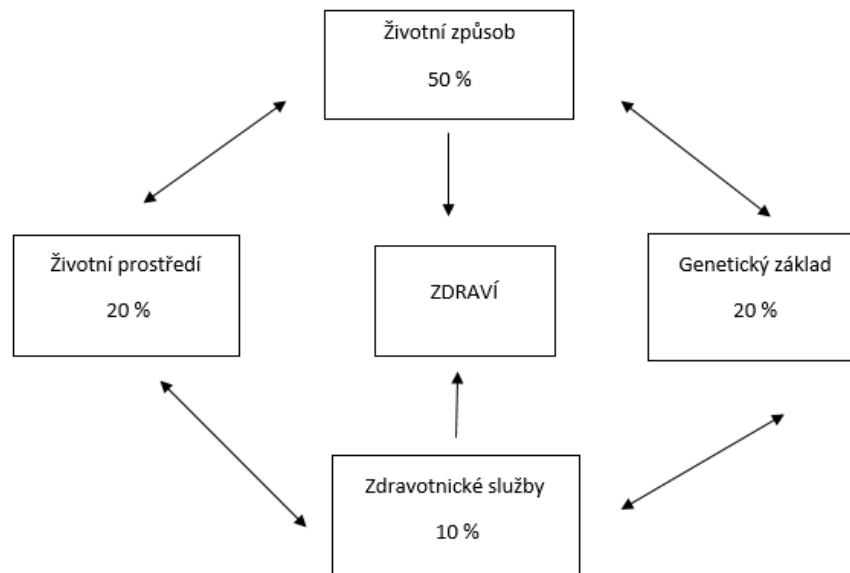 Životní způsob
50 %
Životní prostředí
20 %
ZDRAVÍ
Genetický základ
20 %
Zdravotnické služby
10 %